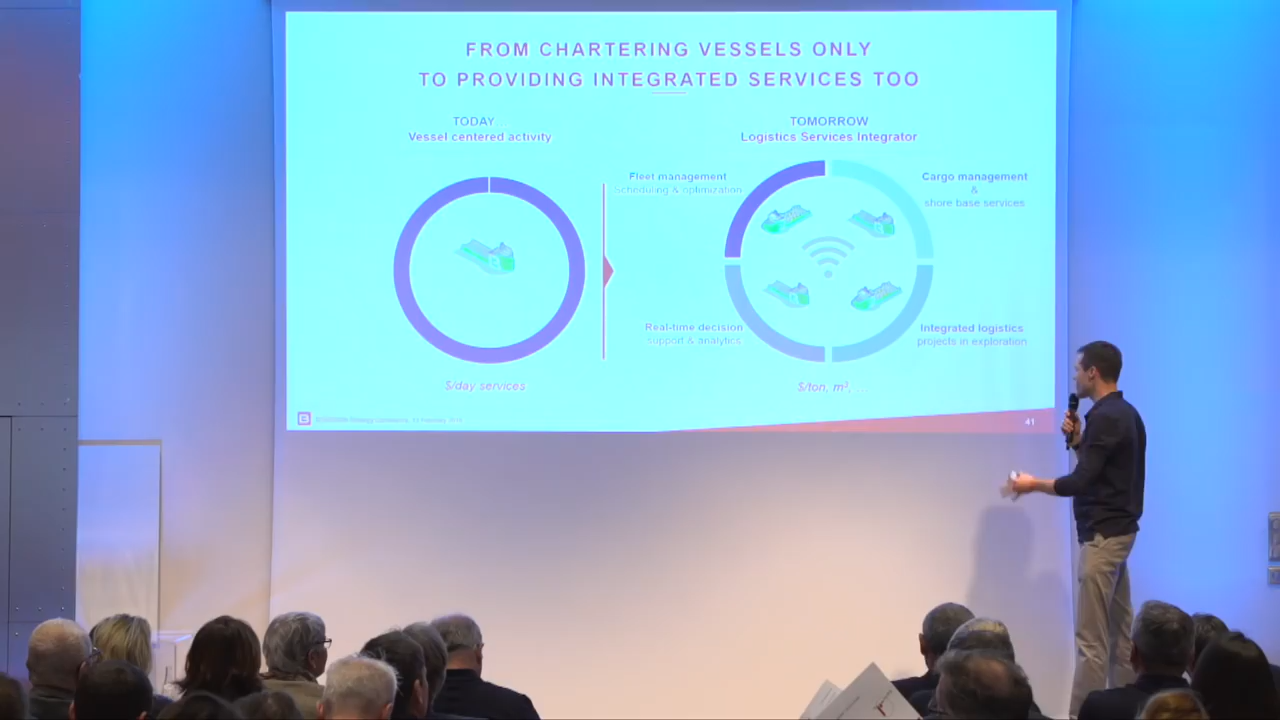 FROM CHARTERING VESSELS ONLY
TO PROVIDING INTEGRATED SERVICES TOO
TODAY
Vessel centered activity
TOMORROW
Logistics Services Integrator
Fleet management
Scheduling & optimization
Cargo management
&
shore base services
Real-time decision
support & analytics
Integrated logistics
projects in exploration
$/day services
$/ton, m³, ...
B
41